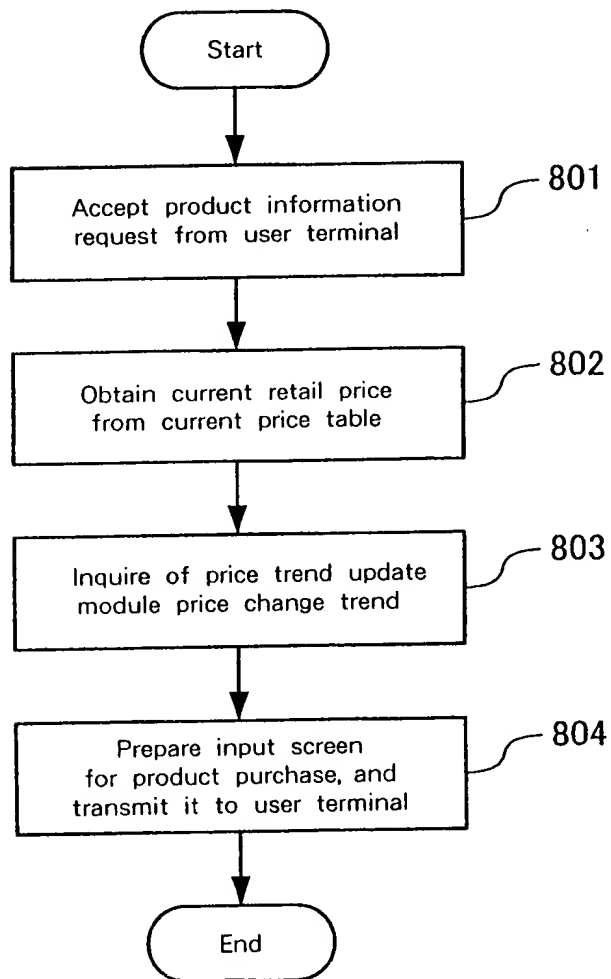 Start
Accept product information
request from user terminal
801
Obtain current retail price
from current price table
802
Inquire of price trend update
module price change trend
803
Prepare input screen
for product purchase, and
transmit it to user terminal
804
End